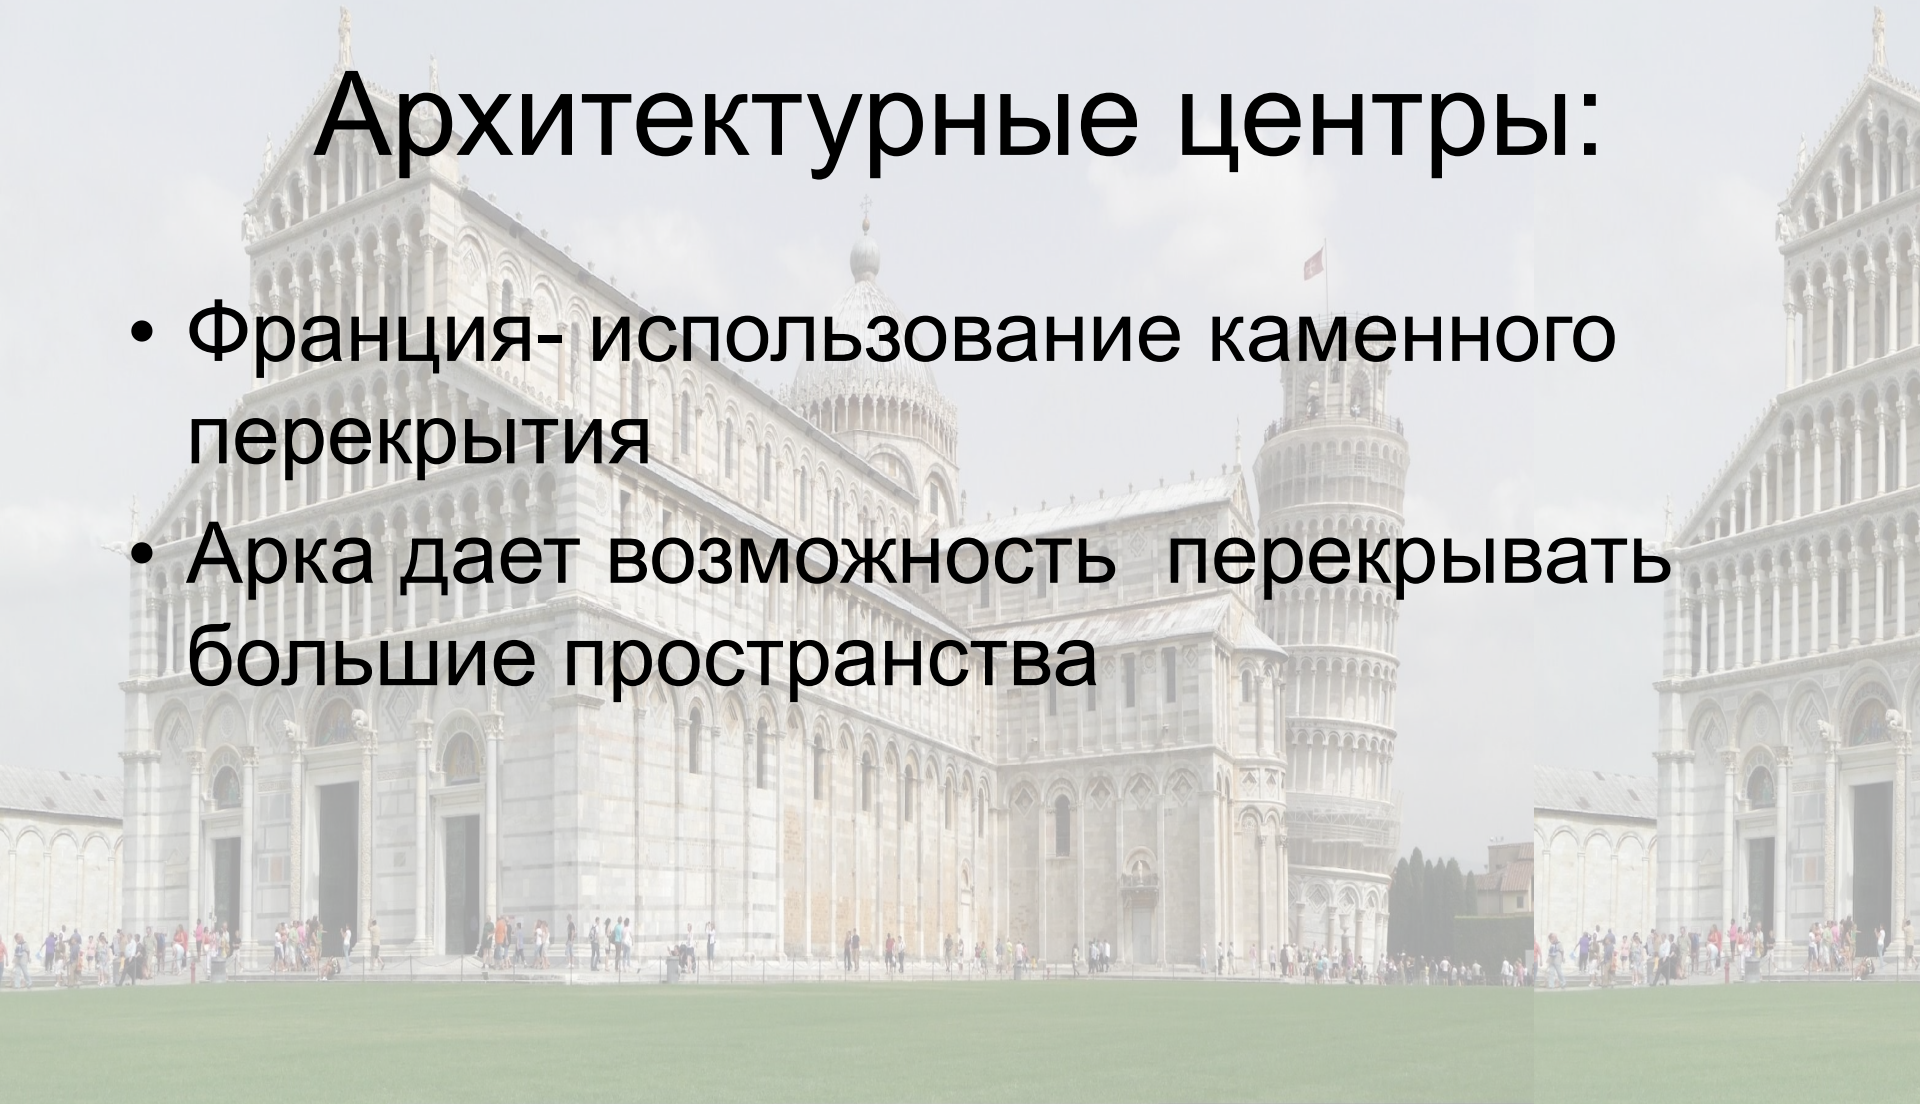 Архитектурные центры:
• Франция- использование каменного
перекрытия
• Арка дает возможность  перекрывать
большие пространства